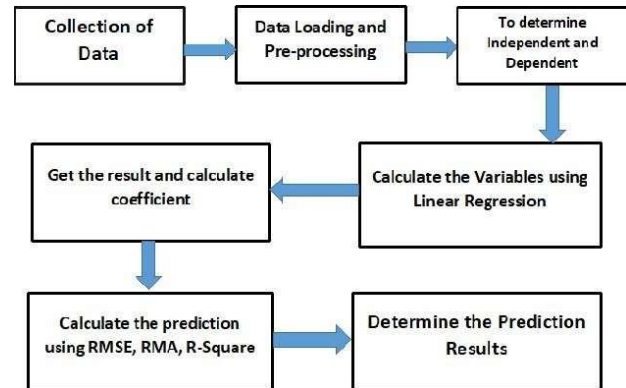 Collection of
Data
Data Loading and
Pre-processing
To determine
Independent and
Dependent
Calculate the Variables using
Linear Regression
Get the result and calculate
coefficient
Calculate the prediction
using RMSE, RMA, R-Square
Determine the Prediction
Results